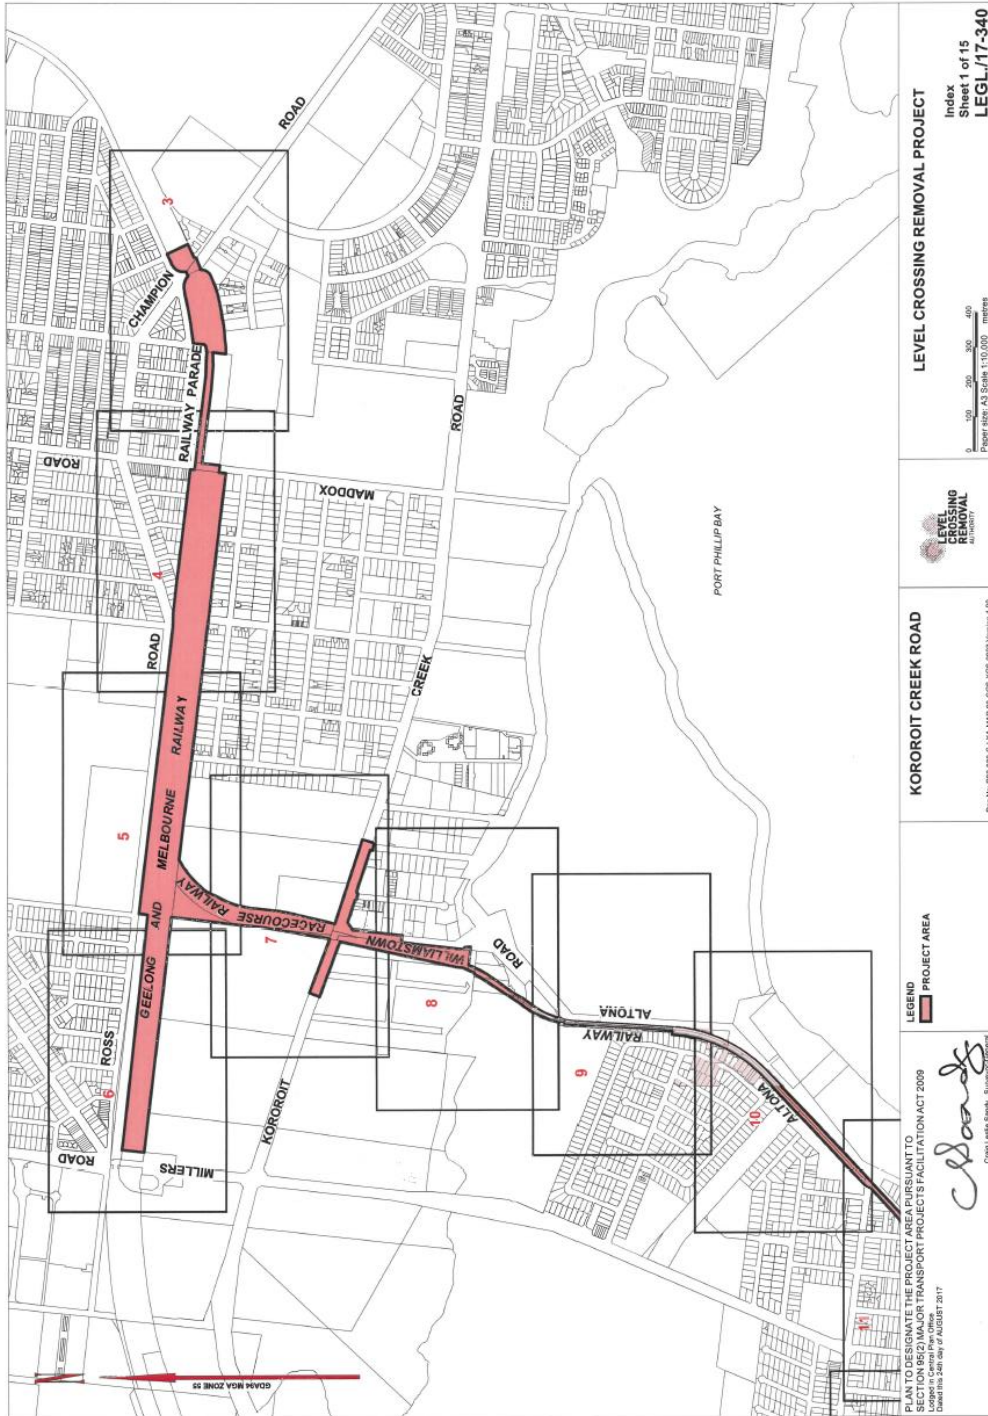 ROAD
3
CHAMPION
RAILWAY PARADE
ROAD
ROAD
MADDOX
4
ROAD
CREEK
PORT PHILLIP BAY
5
GEELONG AND MELBOURNE RAILWAY
RACECOURSE RAILWAY
7
WILLIAMSTOWN
ROSS
6
ROAD
MILLERS
KOROROIT
8
ROAD
ALTONA
RAILWAY
9
10
ALTONA
11
GDA94 MGA ZONE 55
PLAN TO DESIGNATE THE PROJECT AREA PURSUANT TO
SECTION 95(2) MAJOR TRANSPORT PROJECTS FACILITATION ACT 2009
Lodged in Central Plan Office
Dated this 24th day of AUGUST 2017
LEGEND
PROJECT AREA
KOROROIT CREEK ROAD
LEVEL
CROSSING
REMOVAL
AUTHORITY
LEVEL CROSSING REMOVAL PROJECT
0 100 200 300 400
metres
Paper size: A3 Scale 1:10,000
Index
Sheet 1 of 15
LEGL./17-340